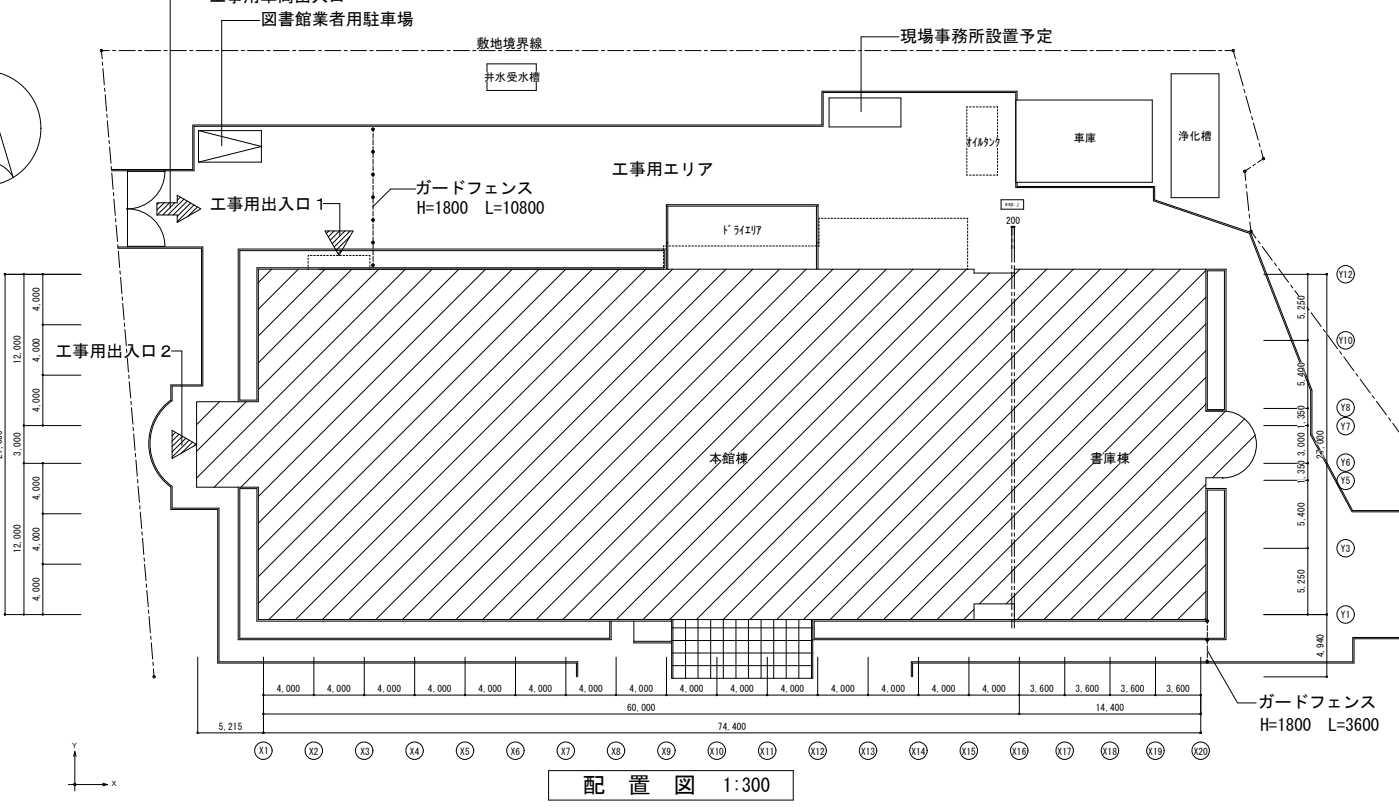 図書館業者用駐車場
敷地境界線
現場事務所設置予定
井水受水槽
オイルタンク
車庫
浄化槽
工事用エリア
ガードフェンス
H=1800 L=10800
工事用出入口1
ドライエリア
exp.j
200
工事用出入口2
本館棟
書庫棟
4,000
4,000
4,000
3,000
4,000
4,000
4,000
12,000
12,000
5,250
5,400
1,350
3,000
1,350
5,400
5,250
4,940
Y12
Y10
Y8
Y7
Y6
Y5
Y3
Y1
4,000 4,000 4,000 4,000 4,000 4,000 4,000 4,000 4,000 4,000 4,000 4,000 4,000 4,000 4,000 3,600 3,600 3,600 3,600
60,000 14,400
5,215 74,400
X1 X2 X3 X4 X5 X6 X7 X8 X9 X10 X11 X12 X13 X14 X15 X16 X17 X18 X19 X20
ガードフェンス
H=1800 L=3600
Y
X
配置図 1:300